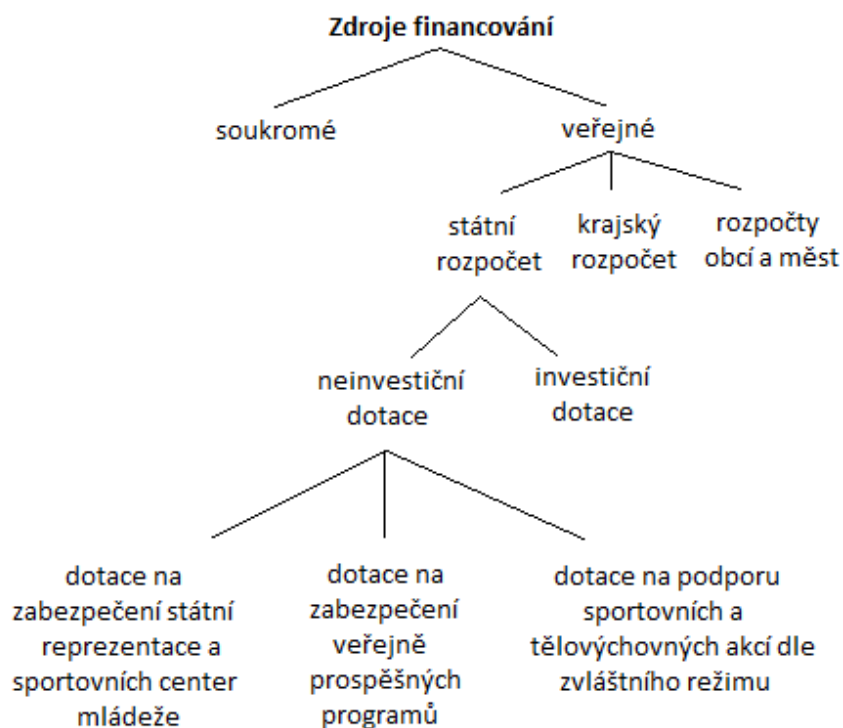 Zdroje financování
soukromé
veřejné
státní
rozpočet
krajský
rozpočet
rozpočty
obcí a měst
neinvestiční
dotace
investiční
dotace
dotace na
zabezpečení státní
reprezentace a
sportovních center
mládeže
dotace na
zabezpečení
veřejně
prospěšných
programů
dotace na podporu
sportovních a
tělovýchovných akcí dle
zvláštního režimu